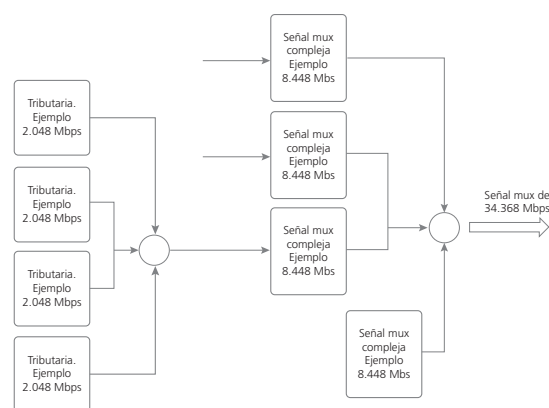 Tributaria.
Ejemplo
2.048 Mbps
Tributaria.
Ejemplo
2.048 Mbps
Tributaria.
Ejemplo
2.048 Mbps
Tributaria.
Ejemplo
2.048 Mbps
Señal mux
compleja
Ejemplo
8.448 Mbs
Señal mux
compleja
Ejemplo
8.448 Mbs
Señal mux
compleja
Ejemplo
8.448 Mbs
Señal mux
compleja
Ejemplo
8.448 Mbs
Señal mux de
34.368 Mbps